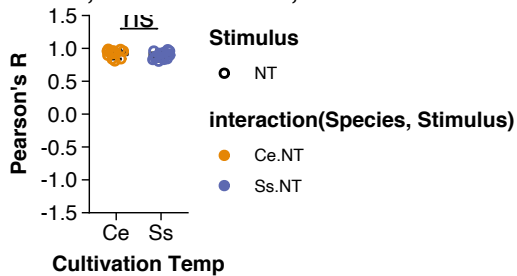 1.5
ns
1.0
0.5
0.0
-0.5
-1.0
-1.5
Pearson's R
Ce Ss
Cultivation Temp
Stimulus
NT
interaction(Species, Stimulus)
Ce.NT
Ss.NT